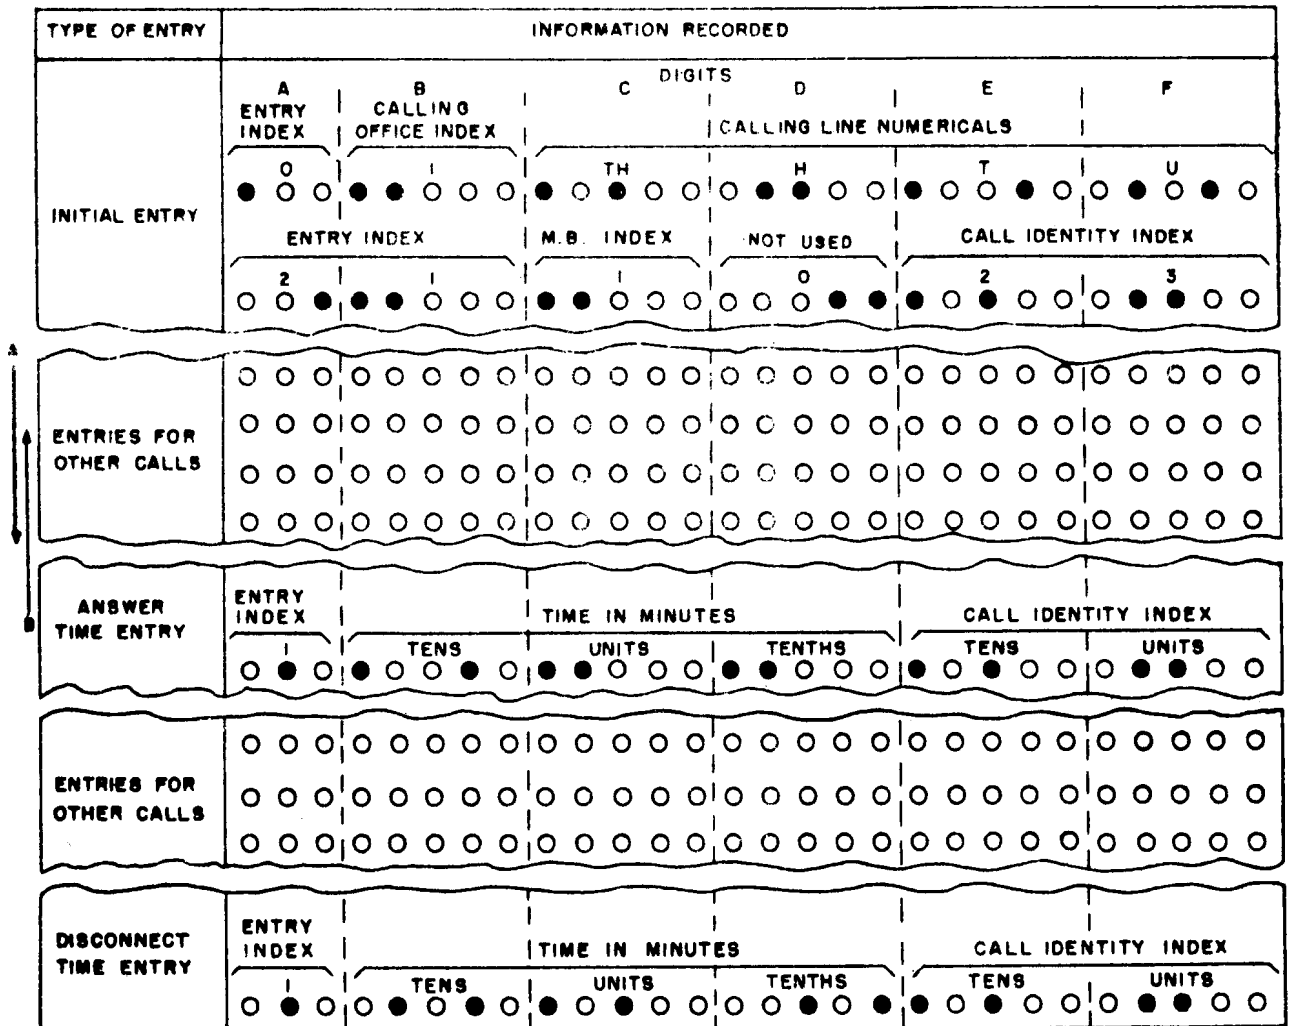 TYPE OF ENTRY INFORMATION RECORDED
DIGITS
A B C D E F
ENTRY INDEX CALLING OFFICE INDEX CALLING LINE NUMERICALS
0 1 TH H T U
INITIAL ENTRY
ENTRY INDEX M.B. INDEX NOT USED CALL IDENTITY INDEX
2 1 1 0 2 3
ENTRIES FOR
OTHER CALLS
ANSWER
TIME ENTRY
ENTRY
INDEX
TIME IN MINUTES CALL IDENTITY INDEX
1 TENS UNITS TENTHS TENS UNITS
ENTRIES FOR
OTHER CALLS
DISCONNECT
TIME ENTRY
ENTRY
INDEX
TIME IN MINUTES CALL IDENTITY INDEX
1 TENS UNITS TENTHS TENS UNITS